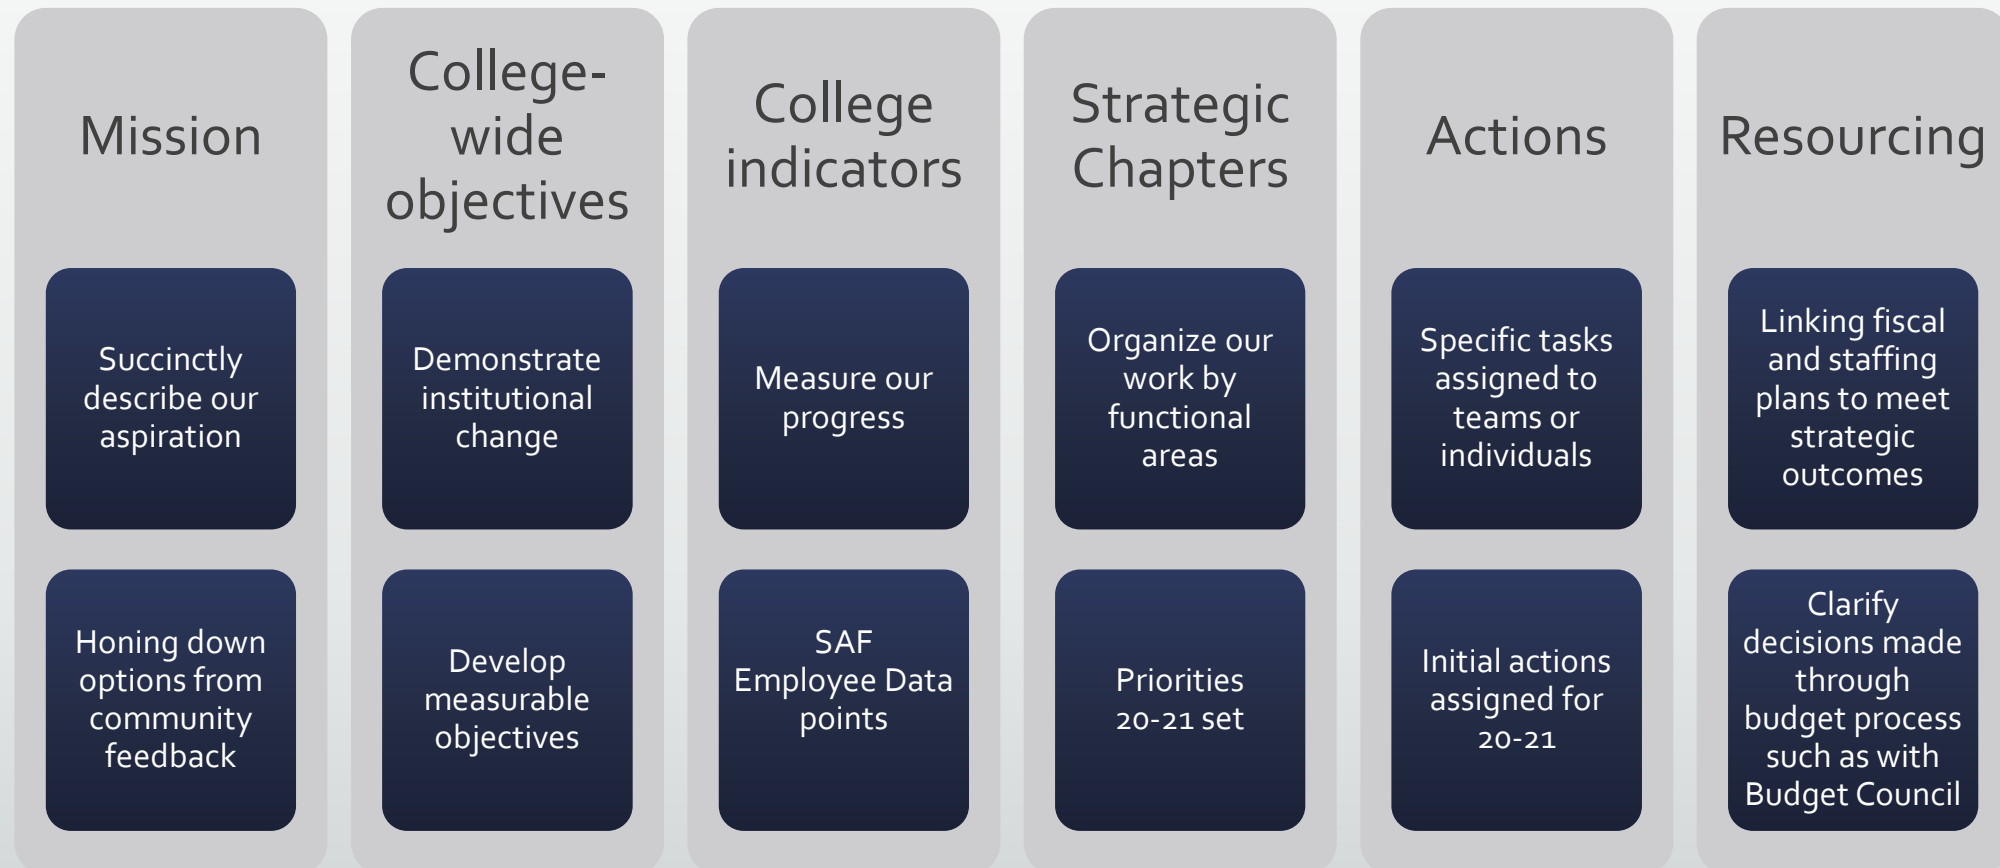 Mission
Succinctly
describe our
aspiration
Honing down
options from
community
feedback
College-
wide
objectives
Demonstrate
institutional
change
Develop
measurable
objectives
College
indicators
Measure our
progress
SAF
Employee Data
points
Strategic
Chapters
Organize our
work by
functional
areas
Priorities
20-21 set
Actions
Specific tasks
assigned to
teams or
individuals
Initial actions
assigned for
20-21
Resourcing
Linking fiscal
and staffing
plans to meet
strategic
outcomes
Clarify
decisions made
through
budget process
such as with
Budget Council